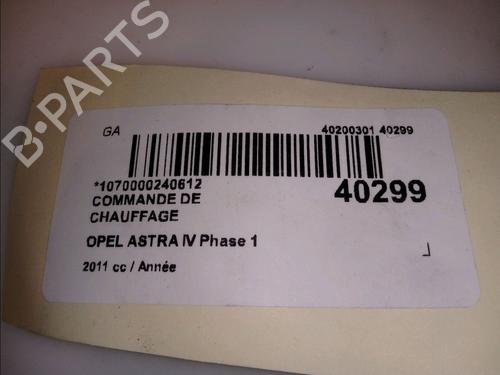 B-PARTS
GA
40200301 40299
*1070000240612
40299
COMMANDE DE
CHAUFFAGE
OPEL ASTRA IV Phase 1
2011 cc / Année